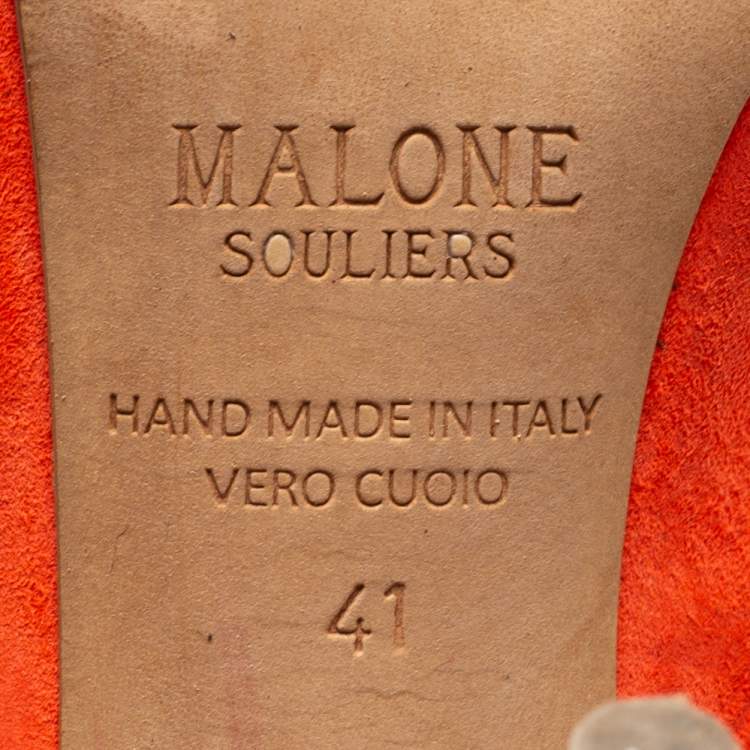 MALONE
SOULIERS
HAND MADE IN ITALY
VERO CUOIO
41